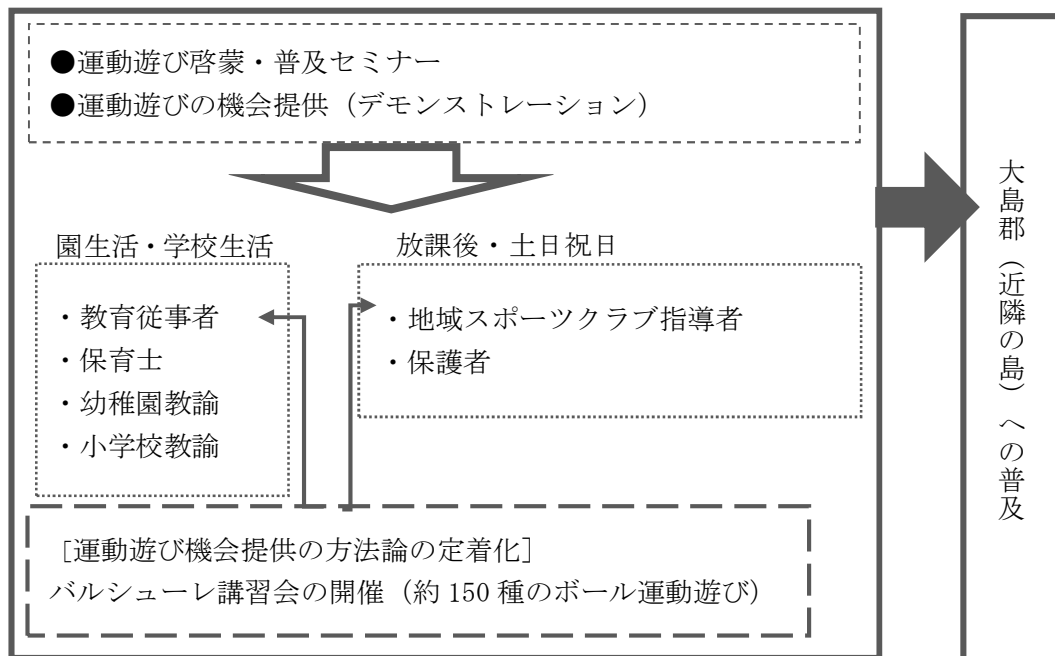 ●運動遊び啓蒙・普及セミナー
●運動遊びの機会提供（デモンストレーション）
園生活・学校生活
・教育従事者
・保育士
・幼稚園教諭
・小学校教諭
放課後・土日祝日
・地域スポーツクラブ指導者
・保護者
［運動遊び機会提供の方法論の定着化］
バルシューレ講習会の開催（約 150 種のボール運動遊び）
大島郡（近隣の島）への普及